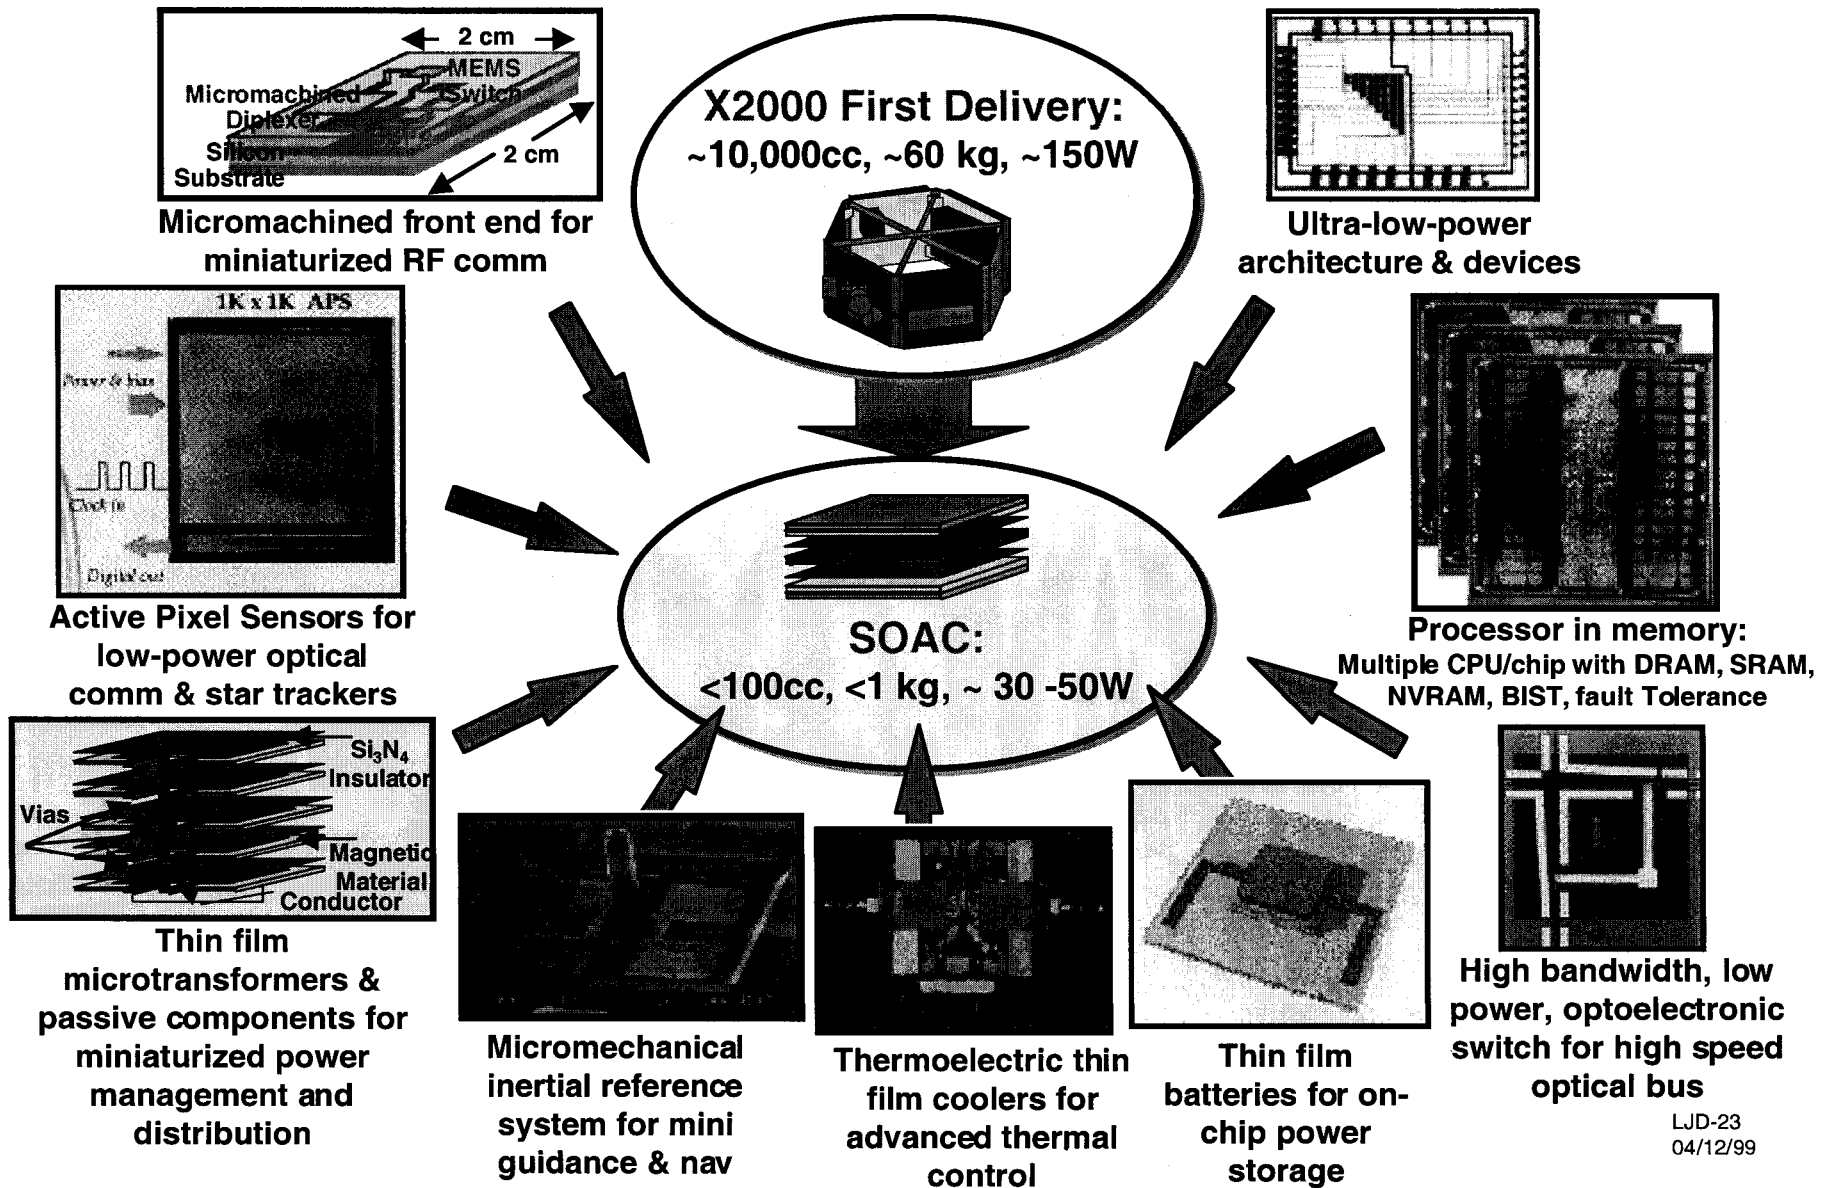 2 cm
MEMS
Switch
Micromachined
Diplexer
Silicon
Substrate
2 cm
Micromachined front end for
miniaturized RF comm
X2000 First Delivery:
~10,000cc, ~60 kg, ~150W
Ultra-low-power
architecture & devices
1K x 1K APS
Power & bias
Clock in
Digital out
Active Pixel Sensors for
low-power optical
comm & star trackers
SOAC:
<100cc, <1 kg, ~ 30 -50W
Processor in memory:
Multiple CPU/chip with DRAM, SRAM,
NVRAM, BIST, fault Tolerance
Si3N4
Insulator
Vias
Magnetic
Material
Conductor
Thin film
microtransformers &
passive components for
miniaturized power
management and
distribution
Micromechanical
inertial reference
system for mini
guidance & nav
Thermoelectric thin
film coolers for
advanced thermal
control
Thin film
batteries for on-
chip power
storage
High bandwidth, low
power, optoelectronic
switch for high speed
optical bus
LJD-23
04/12/99